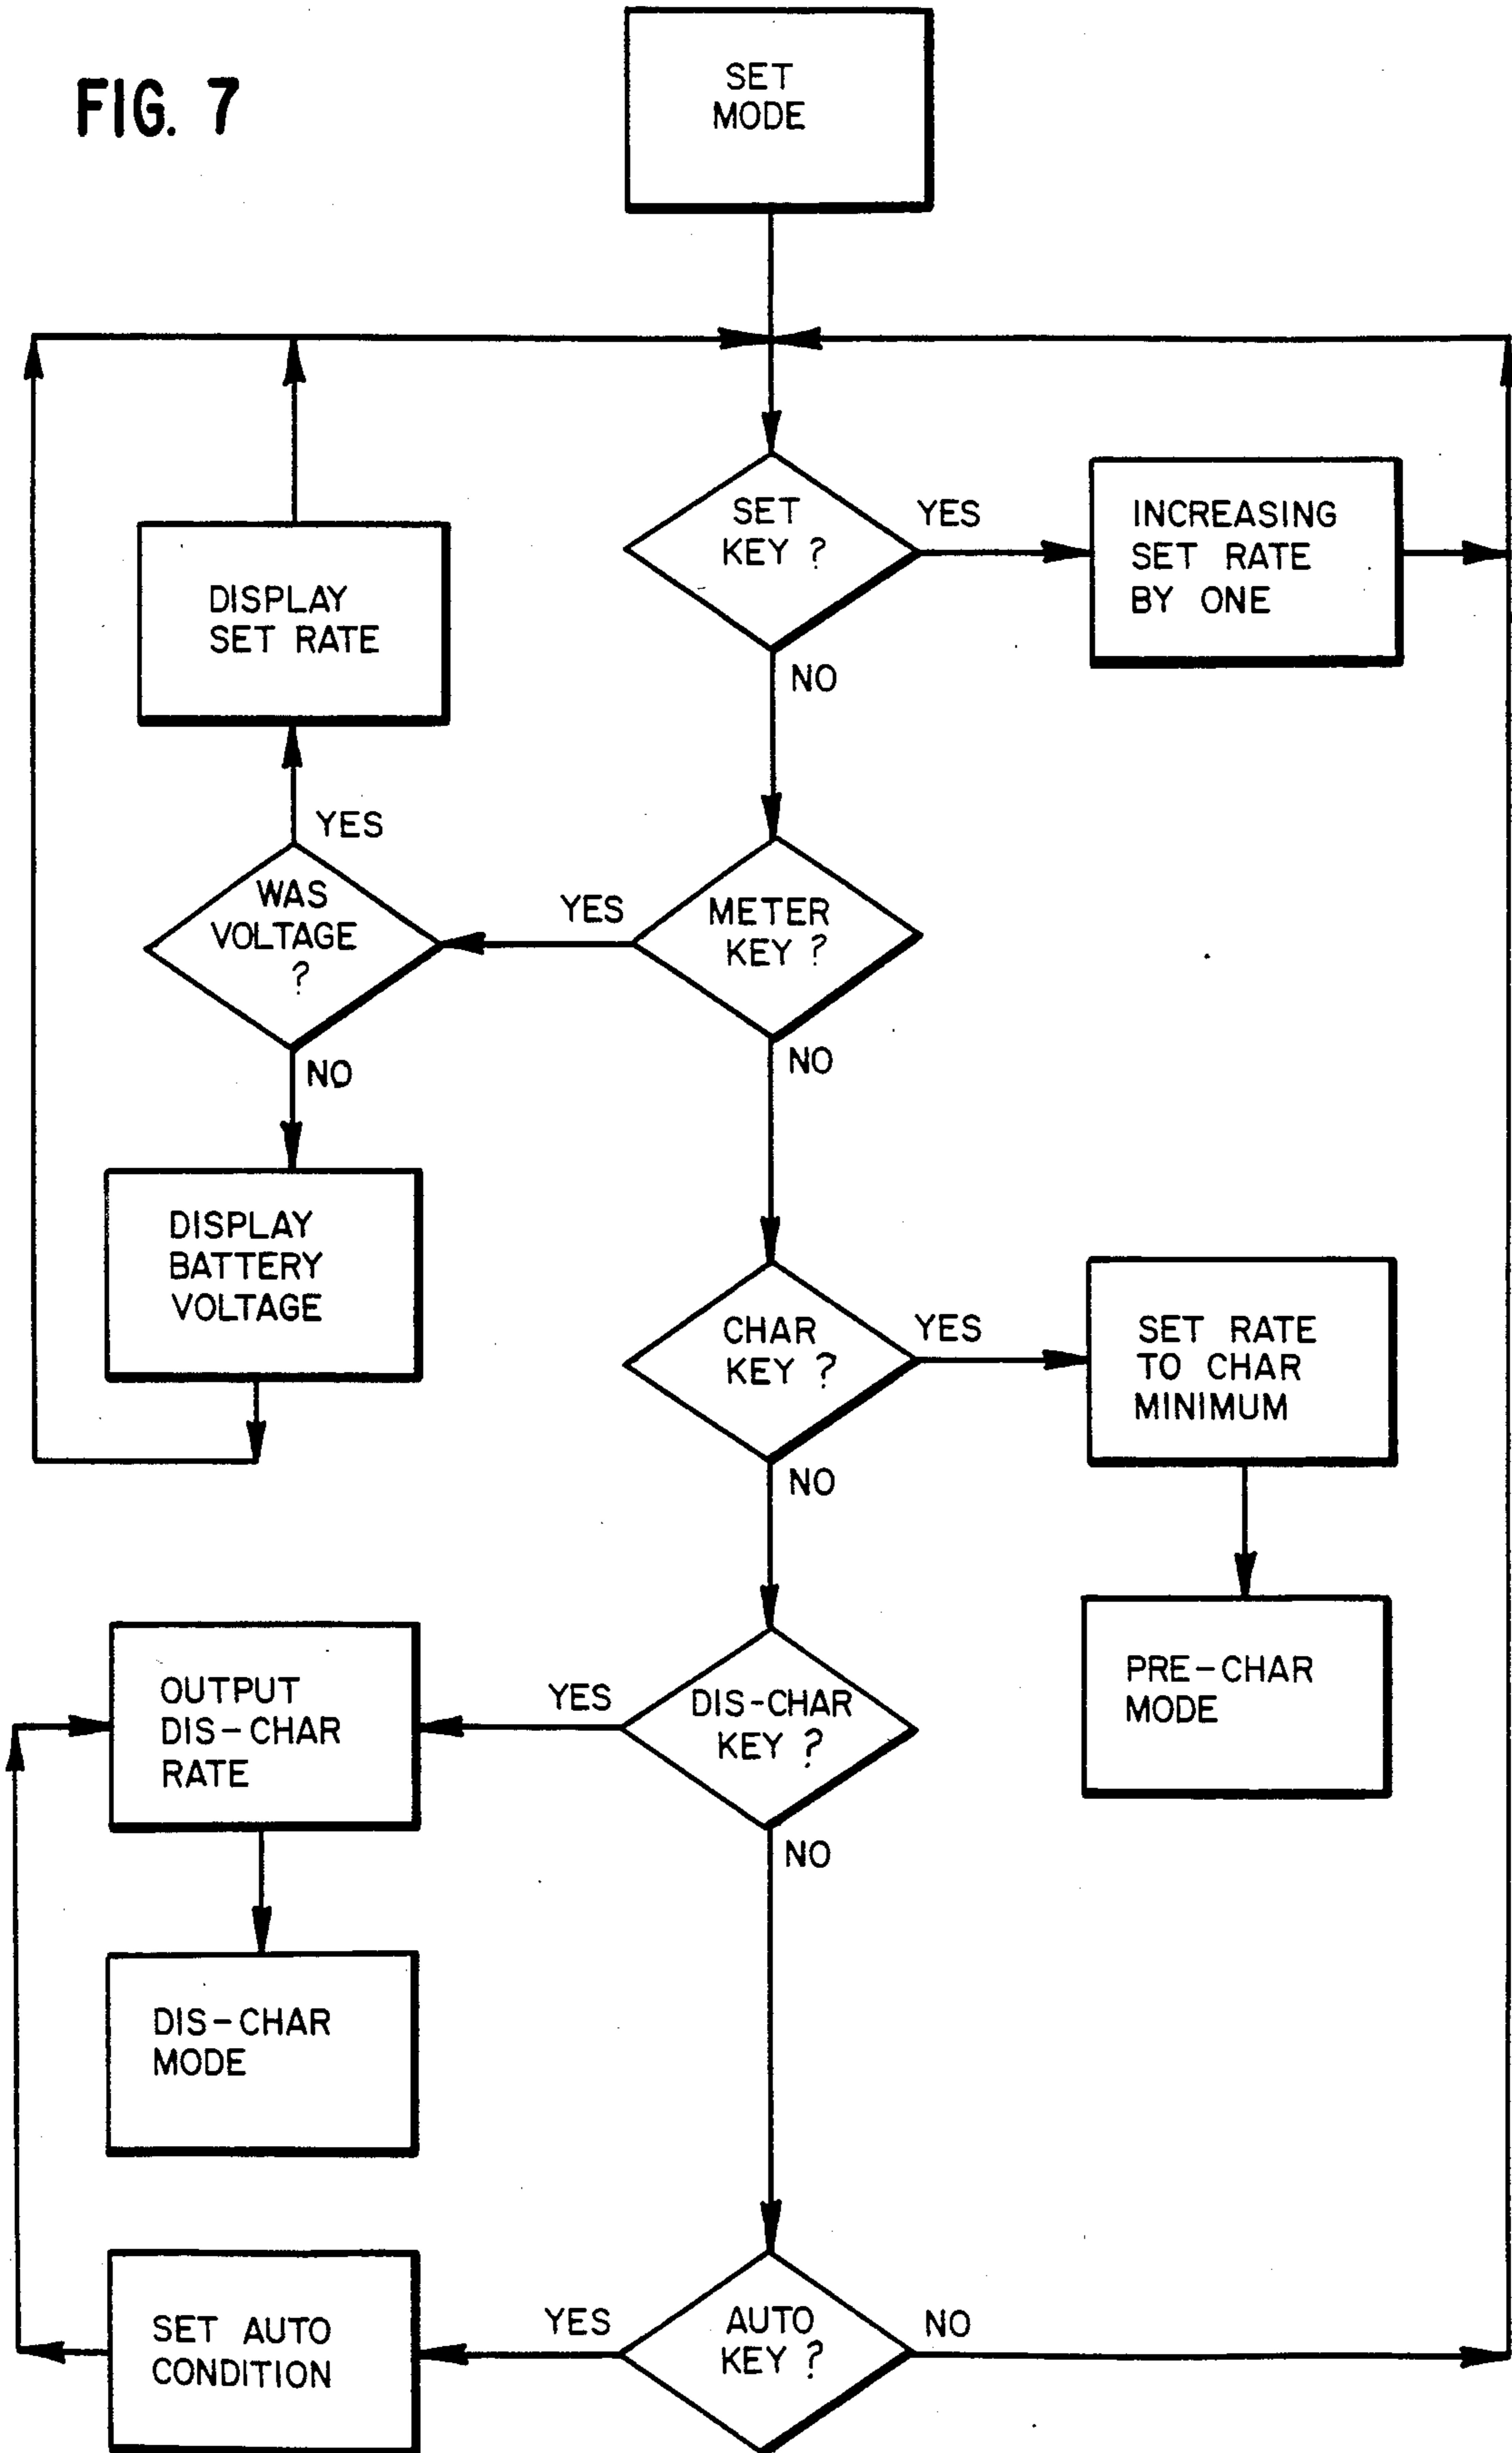 FIG. 7
SET
MODE
SET
KEY ?
YES
INCREASING
SET RATE
BY ONE
NO
DISPLAY
SET RATE
YES
WAS
VOLTAGE
?
YES
METER
KEY ?
NO
NO
DISPLAY
BATTERY
VOLTAGE
CHAR
KEY ?
YES
SET RATE
TO CHAR
MINIMUM
NO
PRE-CHAR
MODE
OUTPUT
DIS-CHAR
RATE
YES
DIS-CHAR
KEY ?
NO
DIS-CHAR
MODE
SET AUTO
CONDITION
YES
AUTO
KEY ?
NO